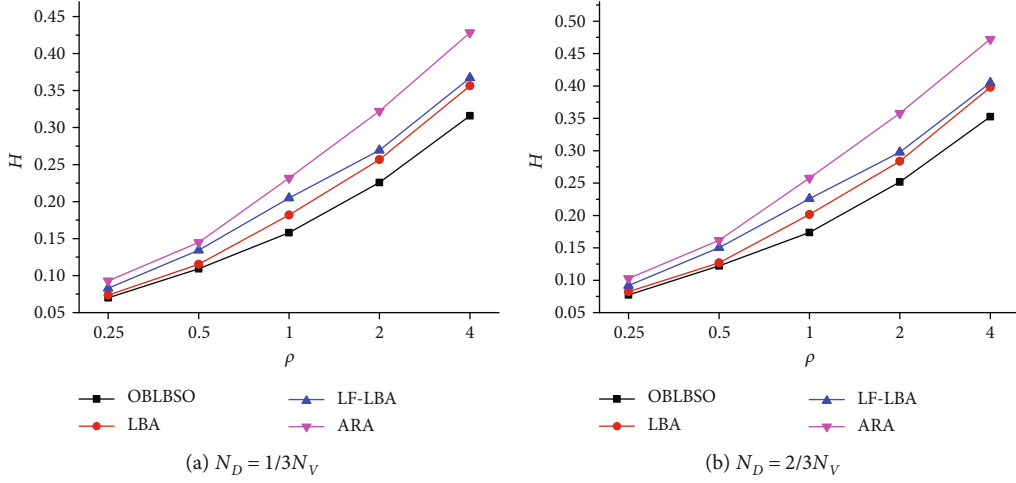 0.45
0.40
0.35
0.30
0.25
0.20
0.15
0.10
0.05
H
0.25 0.5 1 2 4
ρ
OBLBSO LF-LBA
LBA ARA
(a) N_D = 1/3N_V
0.50
0.45
0.40
0.35
0.30
0.25
0.20
0.15
0.10
0.05
H
0.25 0.5 1 2 4
ρ
OBLBSO LF-LBA
LBA ARA
(b) N_D = 2/3N_V